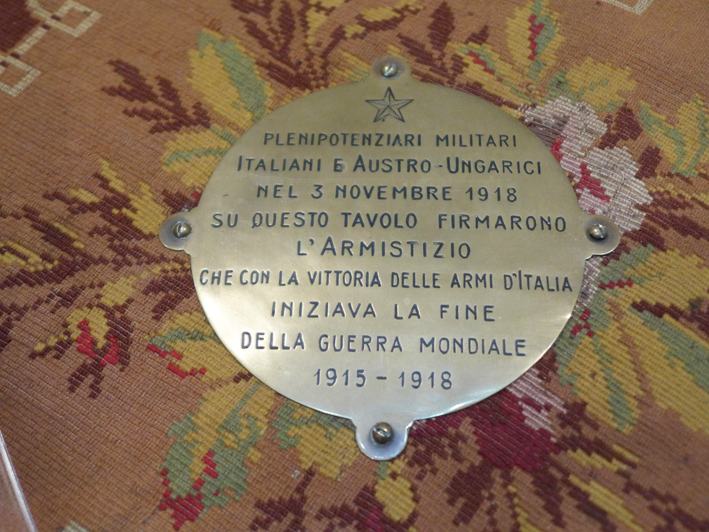 PLENIPOTENZIARI MILITARI
ITALIANI E AUSTRO-UNGARICI
NEL 3 NOVEMBRE 1918
SU QUESTO TAVOLO FIRMARONO
L'ARMISTIZIO
CHE CON LA VITTORIA DELLE ARMI D'ITALIA
INIZIAVA LA FINE
DELLA GUERRA MONDIALE
1915-1918